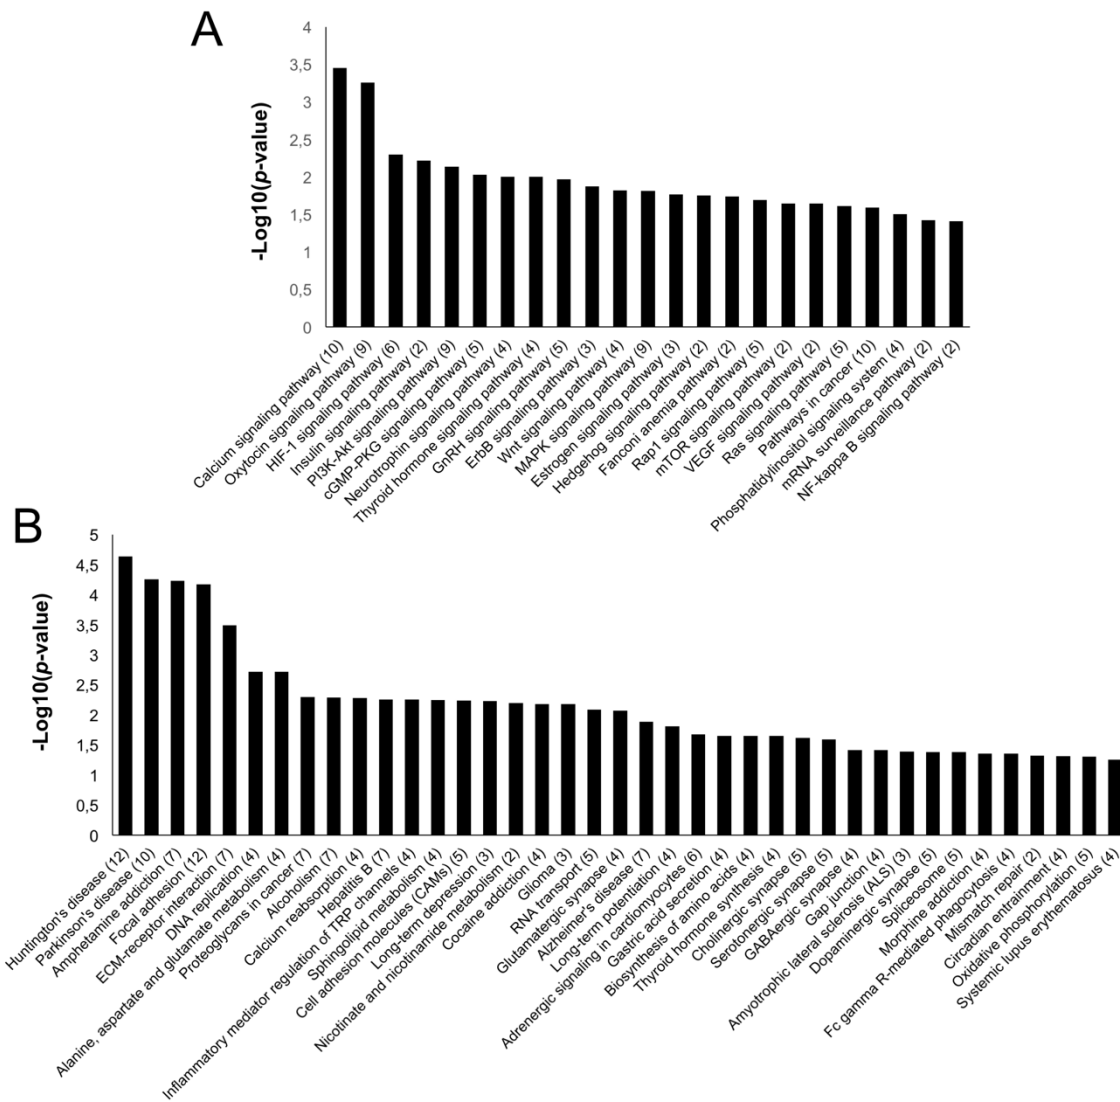 A
-Log10(p-value)
4
3,5
3
2,5
2
1,5
1
0,5
0
Calcium signaling pathway (10)
Oxytocin signaling pathway (9)
HIF-1 signaling pathway (6)
Insulin signaling pathway (2)
PI3K-Akt signaling pathway (9)
cGMP-PKG signaling pathway (5)
Neurotrophin signaling pathway (4)
Thyroid hormone signaling pathway (4)
GnRH signaling pathway (5)
ErbB signaling pathway (3)
Wnt signaling pathway (4)
MAPK signaling pathway (9)
Estrogen signaling pathway (3)
Hedgehog signaling pathway (2)
Fanconi anemia pathway (2)
Rap1 signaling pathway (5)
mTOR signaling pathway (2)
VEGF signaling pathway (2)
Ras signaling pathway (5)
Pathways in cancer (10)
Phosphatidylinositol signaling system (4)
mRNA surveillance pathway (2)
NF-kappa B signaling pathway (2)
B
-Log10(p-value)
5
4,5
4
3,5
3
2,5
2
1,5
1
0,5
0
Huntington's disease (12)
Parkinson's disease (10)
Amphetamine addiction (7)
Focal adhesion (12)
ECM-receptor interaction (7)
DNA replication (4)
Alanine, aspartate and glutamate metabolism (4)
Proteoglycans in cancer (7)
Alcoholism (7)
Calcium reabsorption (4)
Hepatitis B (7)
Inflammatory mediator regulation of TRP channels (4)
Sphingolipid metabolism (4)
Cell adhesion molecules (CAMs) (5)
Long-term depression (3)
Nicotinate and nicotinamide metabolism (2)
Cocaine addiction (4)
Glioma (3)
RNA transport (5)
Glutamatergic synapse (4)
Alzheimer's disease (7)
Long-term potentiation (4)
Adrenergic signaling in cardiomyocytes (6)
Gastric acid secretion (4)
Biosynthesis of amino acids (4)
Thyroid hormone synthesis (4)
Cholinergic synapse (5)
Serotonergic synapse (5)
GABAergic synapse (4)
Gap junction (4)
Amyotrophic lateral sclerosis (ALS) (3)
Dopaminergic synapse (5)
Spliceosome (5)
Morphine addiction (4)
Fc gamma R-mediated phagocytosis (4)
Mismatch repair (2)
Circadian entrainment (4)
Oxidative phosphorylation (5)
Systemic lupus erythematosus (4)